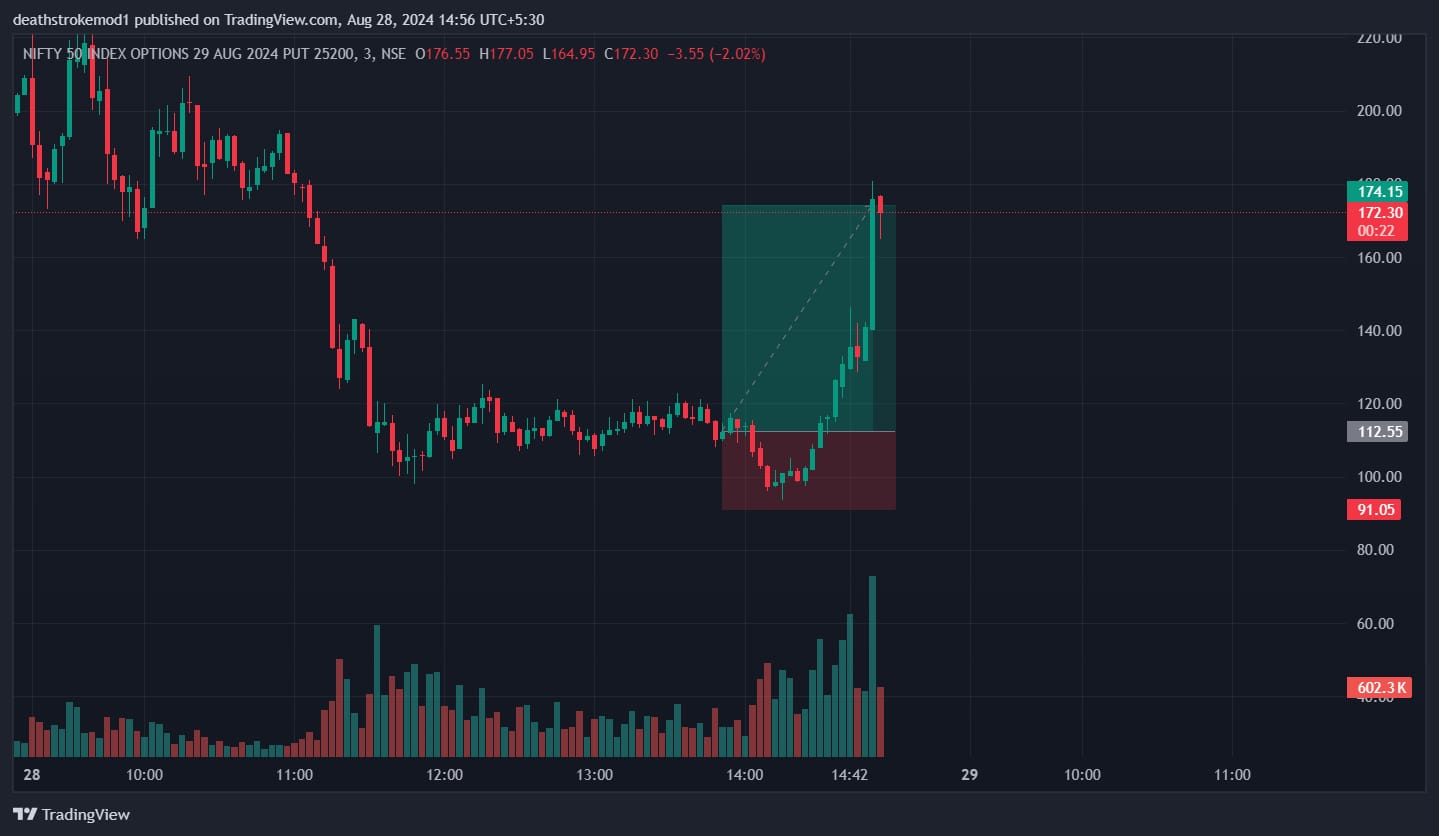 deathstrokemod1 published on TradingView.com, Aug 28, 2024 14:56 UTC+5:30
NIFTY 50 INDEX OPTIONS 29 AUG 2024 PUT 25200, 3, NSE O176.55 H177.05 L164.95 C172.30 −3.55 (−2.02%)
220.00
200.00
174.15
172.30
00:22
160.00
140.00
120.00
112.55
100.00
91.05
80.00
60.00
602.3 K
28 10:00 11:00 12:00 13:00 14:00 14:42 29 10:00 11:00
TradingView